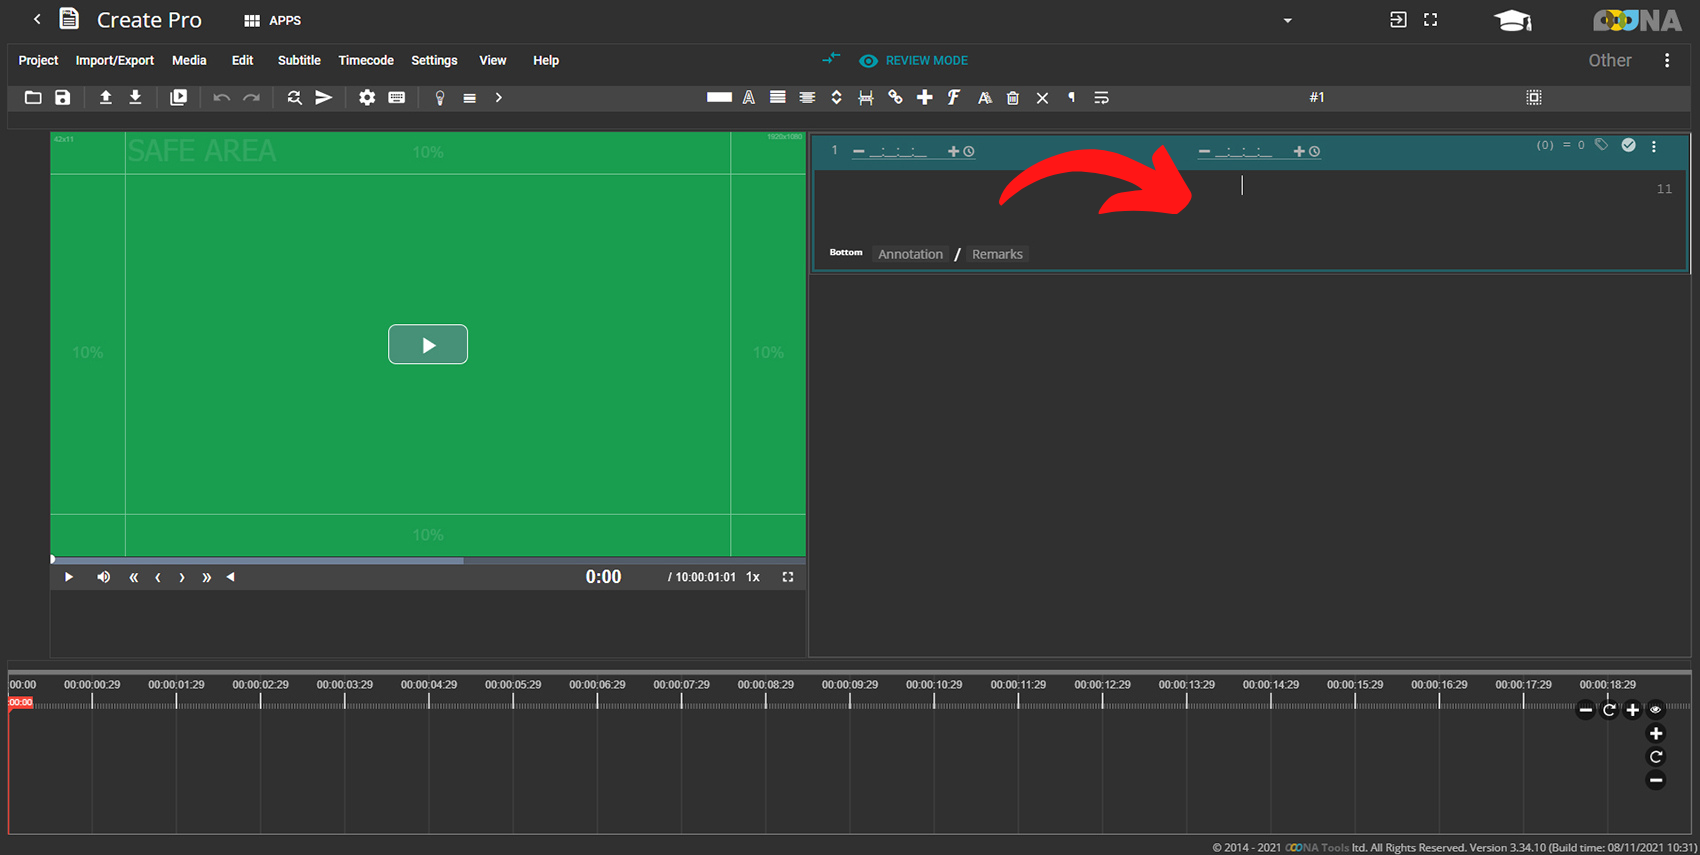 Create Pro APPS OOONA
Project Import/Export Media Edit Subtitle Timecode Settings View Help REVIEW MODE Other
#1
42x11 SAFE AREA 10% 1920x1080
1 __:__:__:__ __:__:__:__ (0) = 0
11
Bottom Annotation / Remarks
10% 10%
10%
0:00 / 10:00:01:01 1x
00:00 00:00:00:29 00:00:01:29 00:00:02:29 00:00:03:29 00:00:04:29 00:00:05:29 00:00:06:29 00:00:07:29 00:00:08:29 00:00:09:29 00:00:10:29 00:00:11:29 00:00:12:29 00:00:13:29 00:00:14:29 00:00:15:29 00:00:16:29 00:00:17:29 00:00:18:29
:00:00
© 2014 - 2021 OOONA Tools ltd. All Rights Reserved. Version 3.34.10 (Build time: 08/11/2021 10:31)